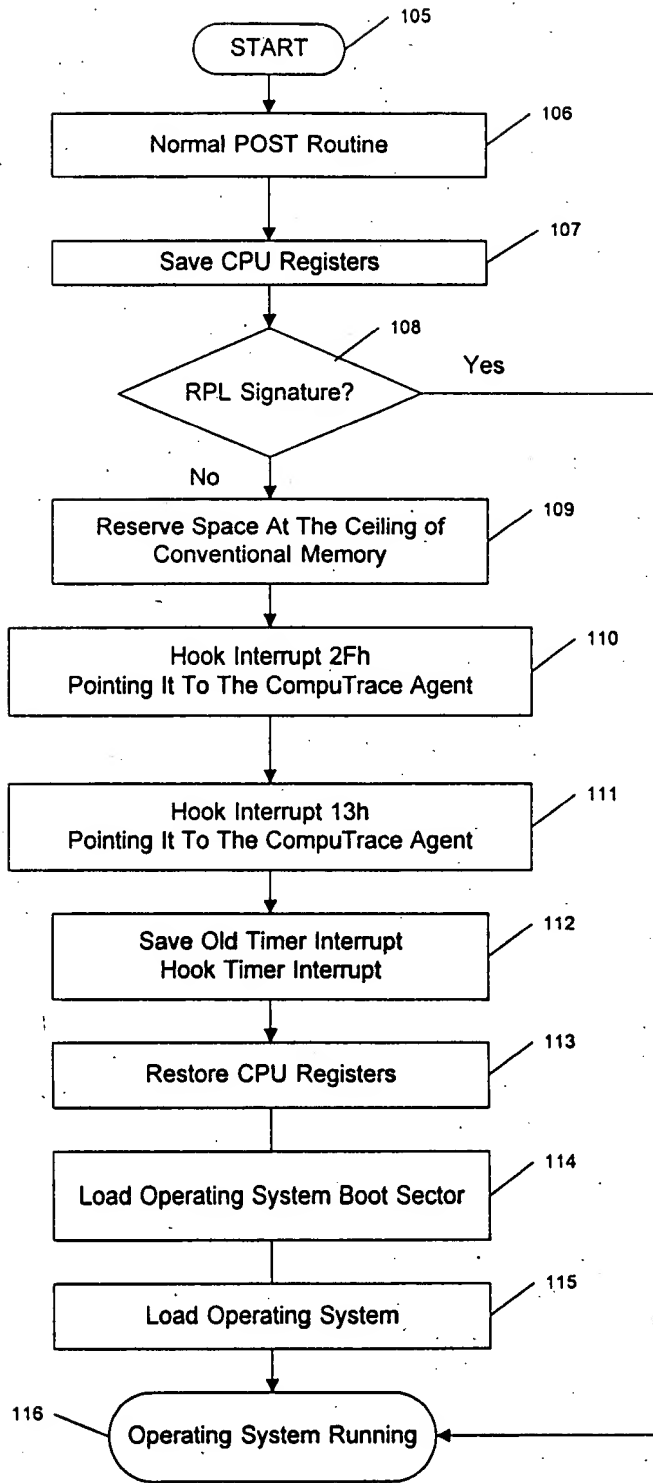 105
START
106
Normal POST Routine
107
Save CPU Registers
108
RPL Signature?
Yes
No
109
Reserve Space At The Ceiling of
Conventional Memory
110
Hook Interrupt 2Fh
Pointing It To The CompuTrace Agent
111
Hook Interrupt 13h
Pointing It To The CompuTrace Agent
112
Save Old Timer Interrupt
Hook Timer Interrupt
113
Restore CPU Registers
114
Load Operating System Boot Sector
115
Load Operating System
116
Operating System Running